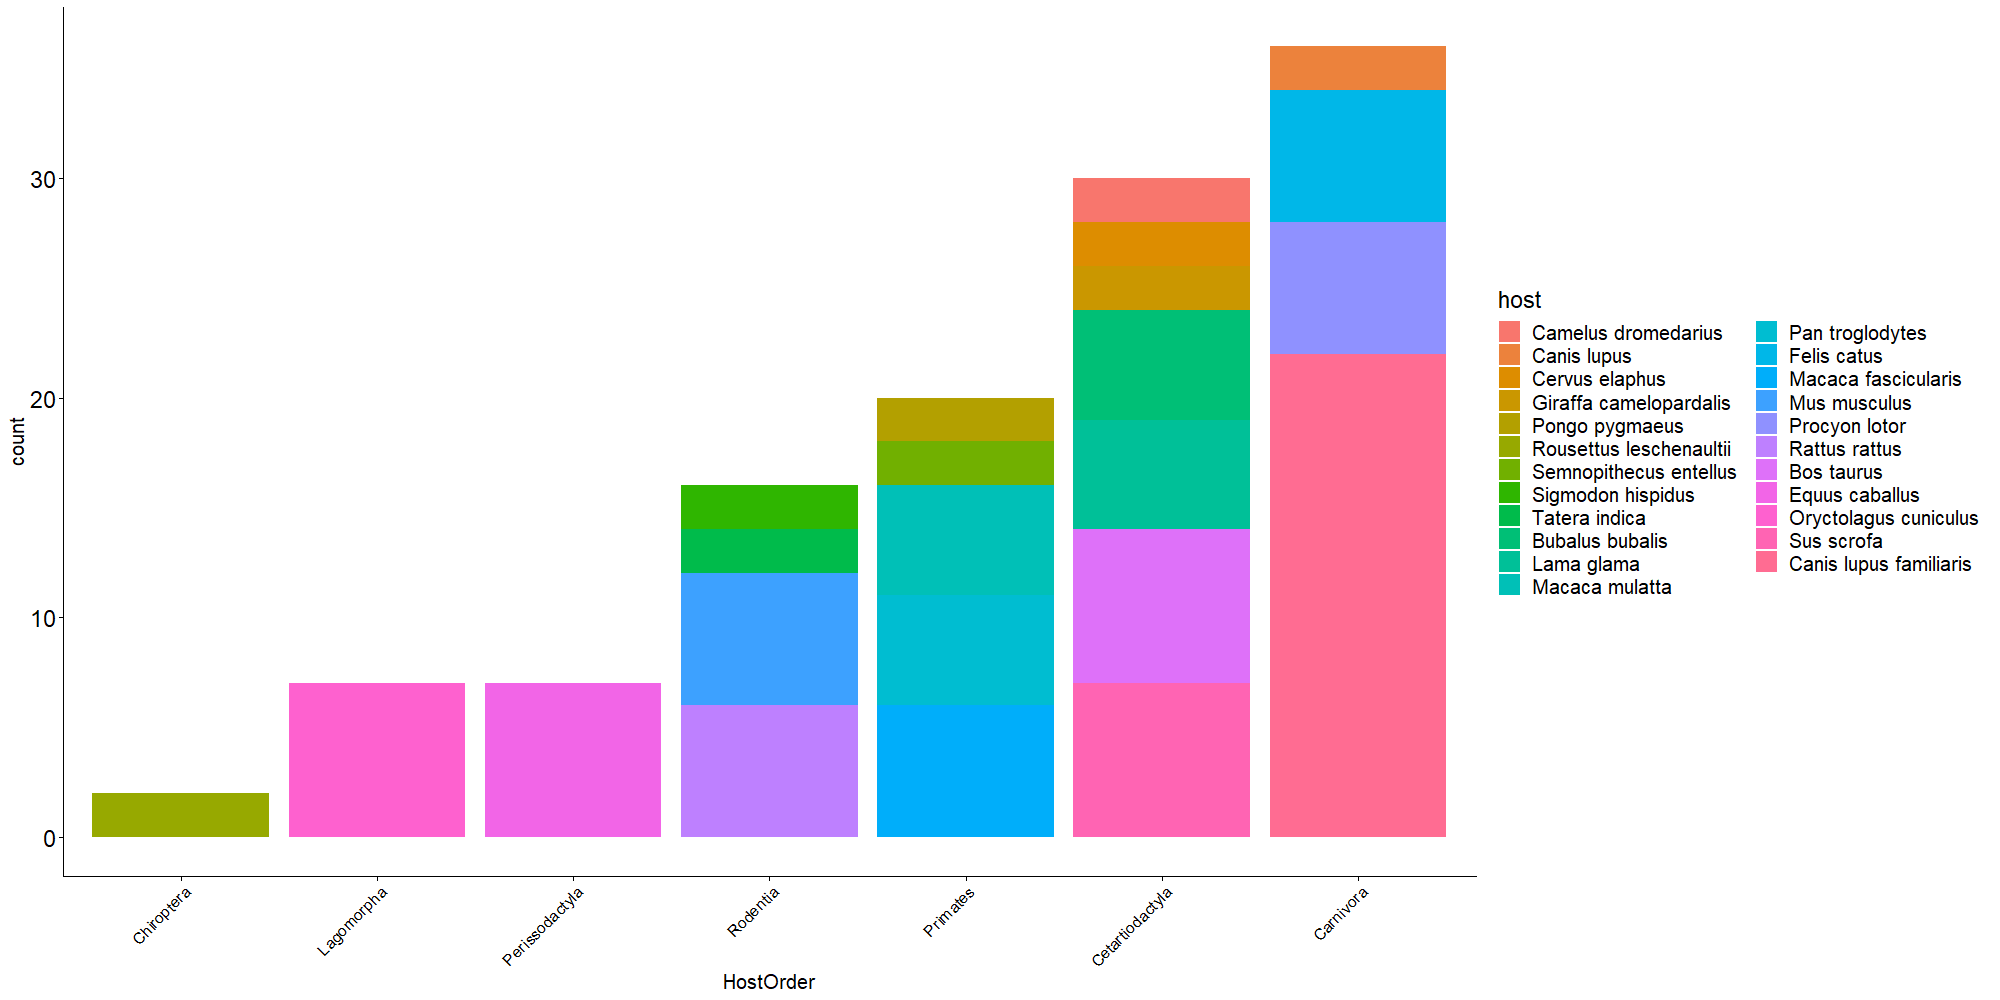 30
20
10
0
count
Chiroptera
Lagomorpha
Perissodactyla
Rodentia
Primates
Cetartiodactyla
Carnivora
HostOrder
host
Camelus dromedarius
Canis lupus
Cervus elaphus
Giraffa camelopardalis
Pongo pygmaeus
Rousettus leschenaultii
Semnopithecus entellus
Sigmodon hispidus
Tatera indica
Bubalus bubalis
Lama glama
Macaca mulatta
Pan troglodytes
Felis catus
Macaca fascicularis
Mus musculus
Procyon lotor
Rattus rattus
Bos taurus
Equus caballus
Oryctolagus cuniculus
Sus scrofa
Canis lupus familiaris